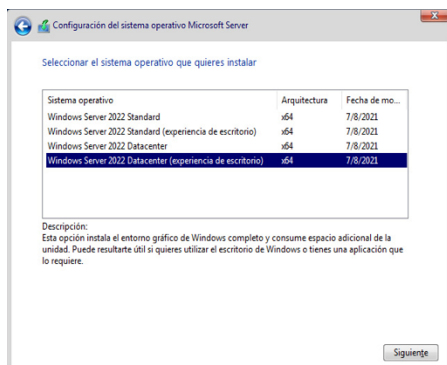 Configuración del sistema operativo Microsoft Server
Seleccionar el sistema operativo que quieres instalar
Sistema operativo Arquitectura Fecha de mo...
Windows Server 2022 Standard x64 7/8/2021
Windows Server 2022 Standard (experiencia de escritorio) x64 7/8/2021
Windows Server 2022 Datacenter x64 7/8/2021
Windows Server 2022 Datacenter (experiencia de escritorio) x64 7/8/2021
Descripción:
Esta opción instala el entorno gráfico de Windows completo y consume espacio adicional de la
unidad. Puede resultarte útil si quieres utilizar el escritorio de Windows o tienes una aplicación que
lo requiere.
Siguiente